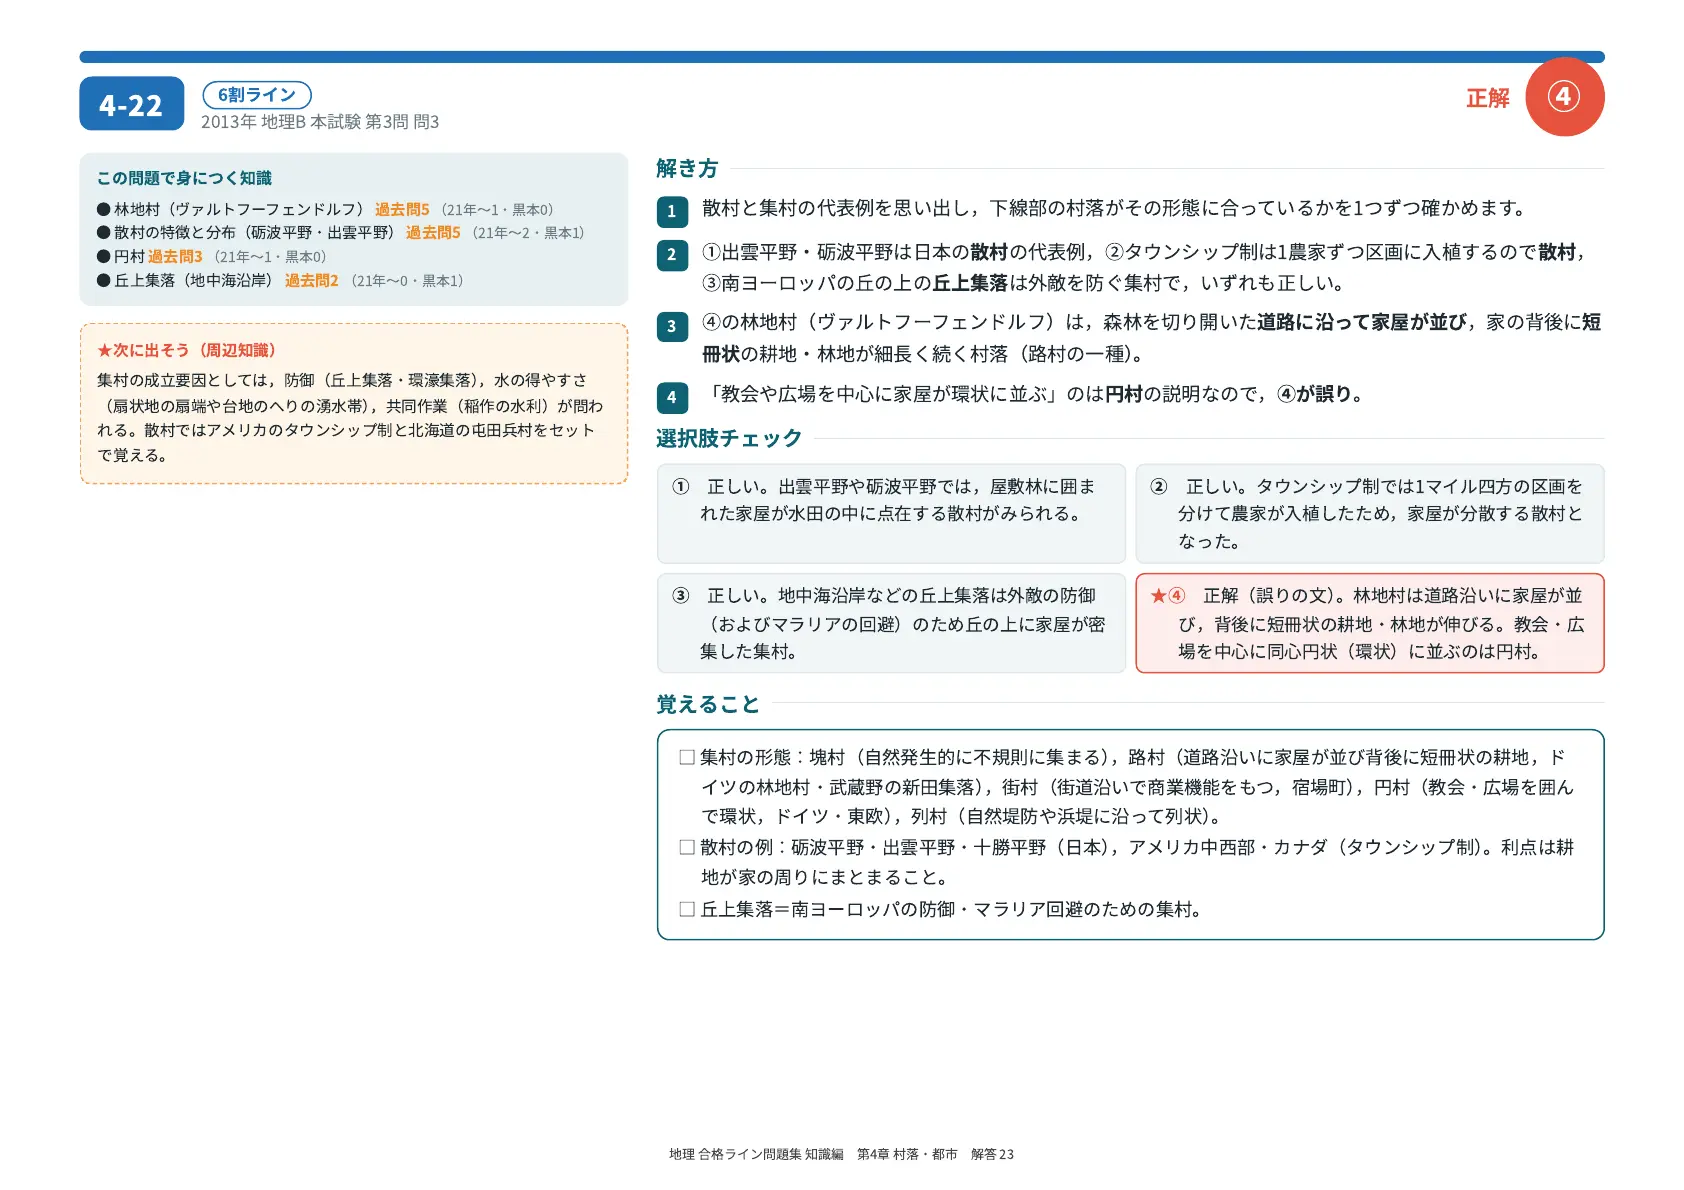 4-22
6割ライン
2013年 地理B 本試験 第3問 問3
正解 ④
この問題で身につく知識
● 林地村（ヴァルトフーフェンドルフ） 過去問5 （21年〜1・黒本0）
● 散村の特徴と分布（砺波平野・出雲平野） 過去問5 （21年〜2・黒本1）
● 円村 過去問3 （21年〜1・黒本0）
● 丘上集落（地中海沿岸） 過去問2 （21年〜0・黒本1）
★次に出そう（周辺知識）
集村の成立要因としては，防御（丘上集落・環濠集落），水の得やすさ
（扇状地の扇端や台地のへりの湧水帯），共同作業（稲作の水利）が問わ
れる。散村ではアメリカのタウンシップ制と北海道の屯田兵村をセット
で覚える。
解き方
1 散村と集村の代表例を思い出し，下線部の村落がその形態に合っているかを1つずつ確かめます。
2 ①出雲平野・砺波平野は日本の散村の代表例，②タウンシップ制は1農家ずつ区画に入植するので散村，
③南ヨーロッパの丘の上の丘上集落は外敵を防ぐ集村で，いずれも正しい。
3 ④の林地村（ヴァルトフーフェンドルフ）は，森林を切り開いた道路に沿って家屋が並び，家の背後に短
冊状の耕地・林地が細長く続く村落（路村の一種）。
4 「教会や広場を中心に家屋が環状に並ぶ」のは円村の説明なので，④が誤り。
選択肢チェック
① 正しい。出雲平野や砺波平野では，屋敷林に囲ま
れた家屋が水田の中に点在する散村がみられる。
② 正しい。タウンシップ制では1マイル四方の区画を
分けて農家が入植したため，家屋が分散する散村と
なった。
③ 正しい。地中海沿岸などの丘上集落は外敵の防御
（およびマラリアの回避）のため丘の上に家屋が密
集した集村。
★④ 正解（誤りの文）。林地村は道路沿いに家屋が並
び，背後に短冊状の耕地・林地が伸びる。教会・広
場を中心に同心円状（環状）に並ぶのは円村。
覚えること
□ 集村の形態：塊村（自然発生的に不規則に集まる），路村（道路沿いに家屋が並び背後に短冊状の耕地，ド
イツの林地村・武蔵野の新田集落），街村（街道沿いで商業機能をもつ，宿場町），円村（教会・広場を囲ん
で環状，ドイツ・東欧），列村（自然堤防や浜堤に沿って列状）。
□ 散村の例：砺波平野・出雲平野・十勝平野（日本），アメリカ中西部・カナダ（タウンシップ制）。利点は耕
地が家の周りにまとまること。
□ 丘上集落＝南ヨーロッパの防御・マラリア回避のための集村。
地理 合格ライン問題集 知識編 第4章 村落・都市 解答 23